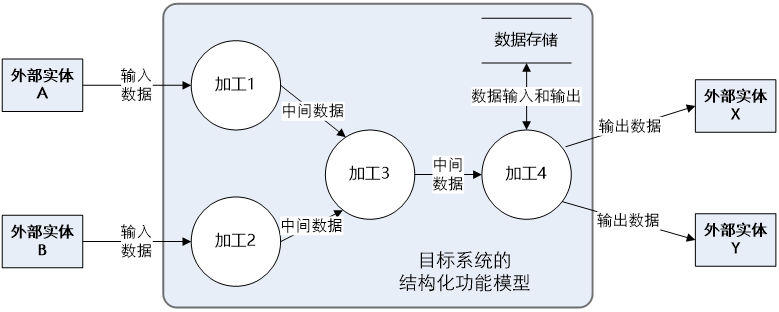 数据存储
外部实体
A
输入
数据
加工1
中间数据
数据输入和输出
外部实体
X
输出数据
加工3
中间
数据
加工4
外部实体
B
输入
数据
加工2
中间数据
输出数据
外部实体
Y
目标系统的
结构化功能模型